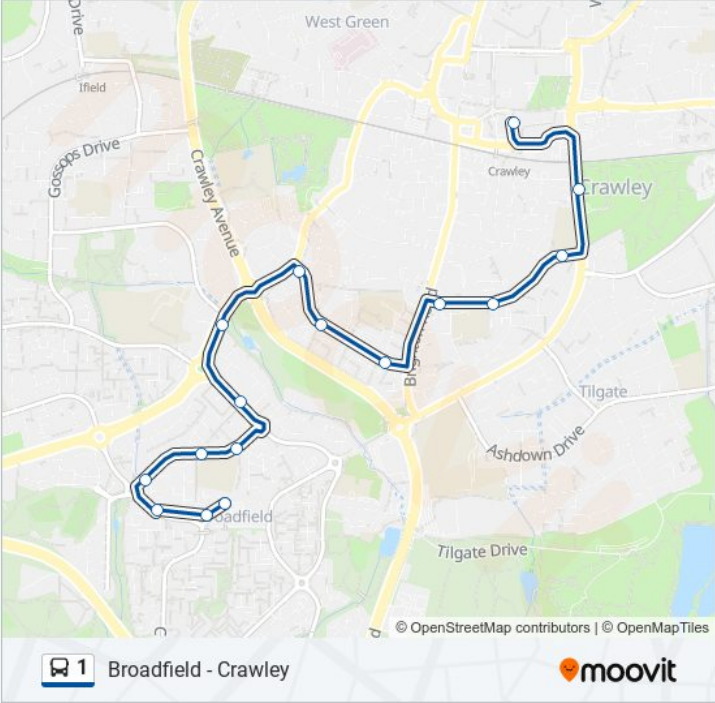 Drive
West Green
Ifield
Gossops Drive
Crawley
Crawley
Crawley Avenue
Tilgate
Ashdown Drive
Tilgate Drive
© OpenStreetMap contributors | © OpenMapTiles
1 Broadfield - Crawley
moovit